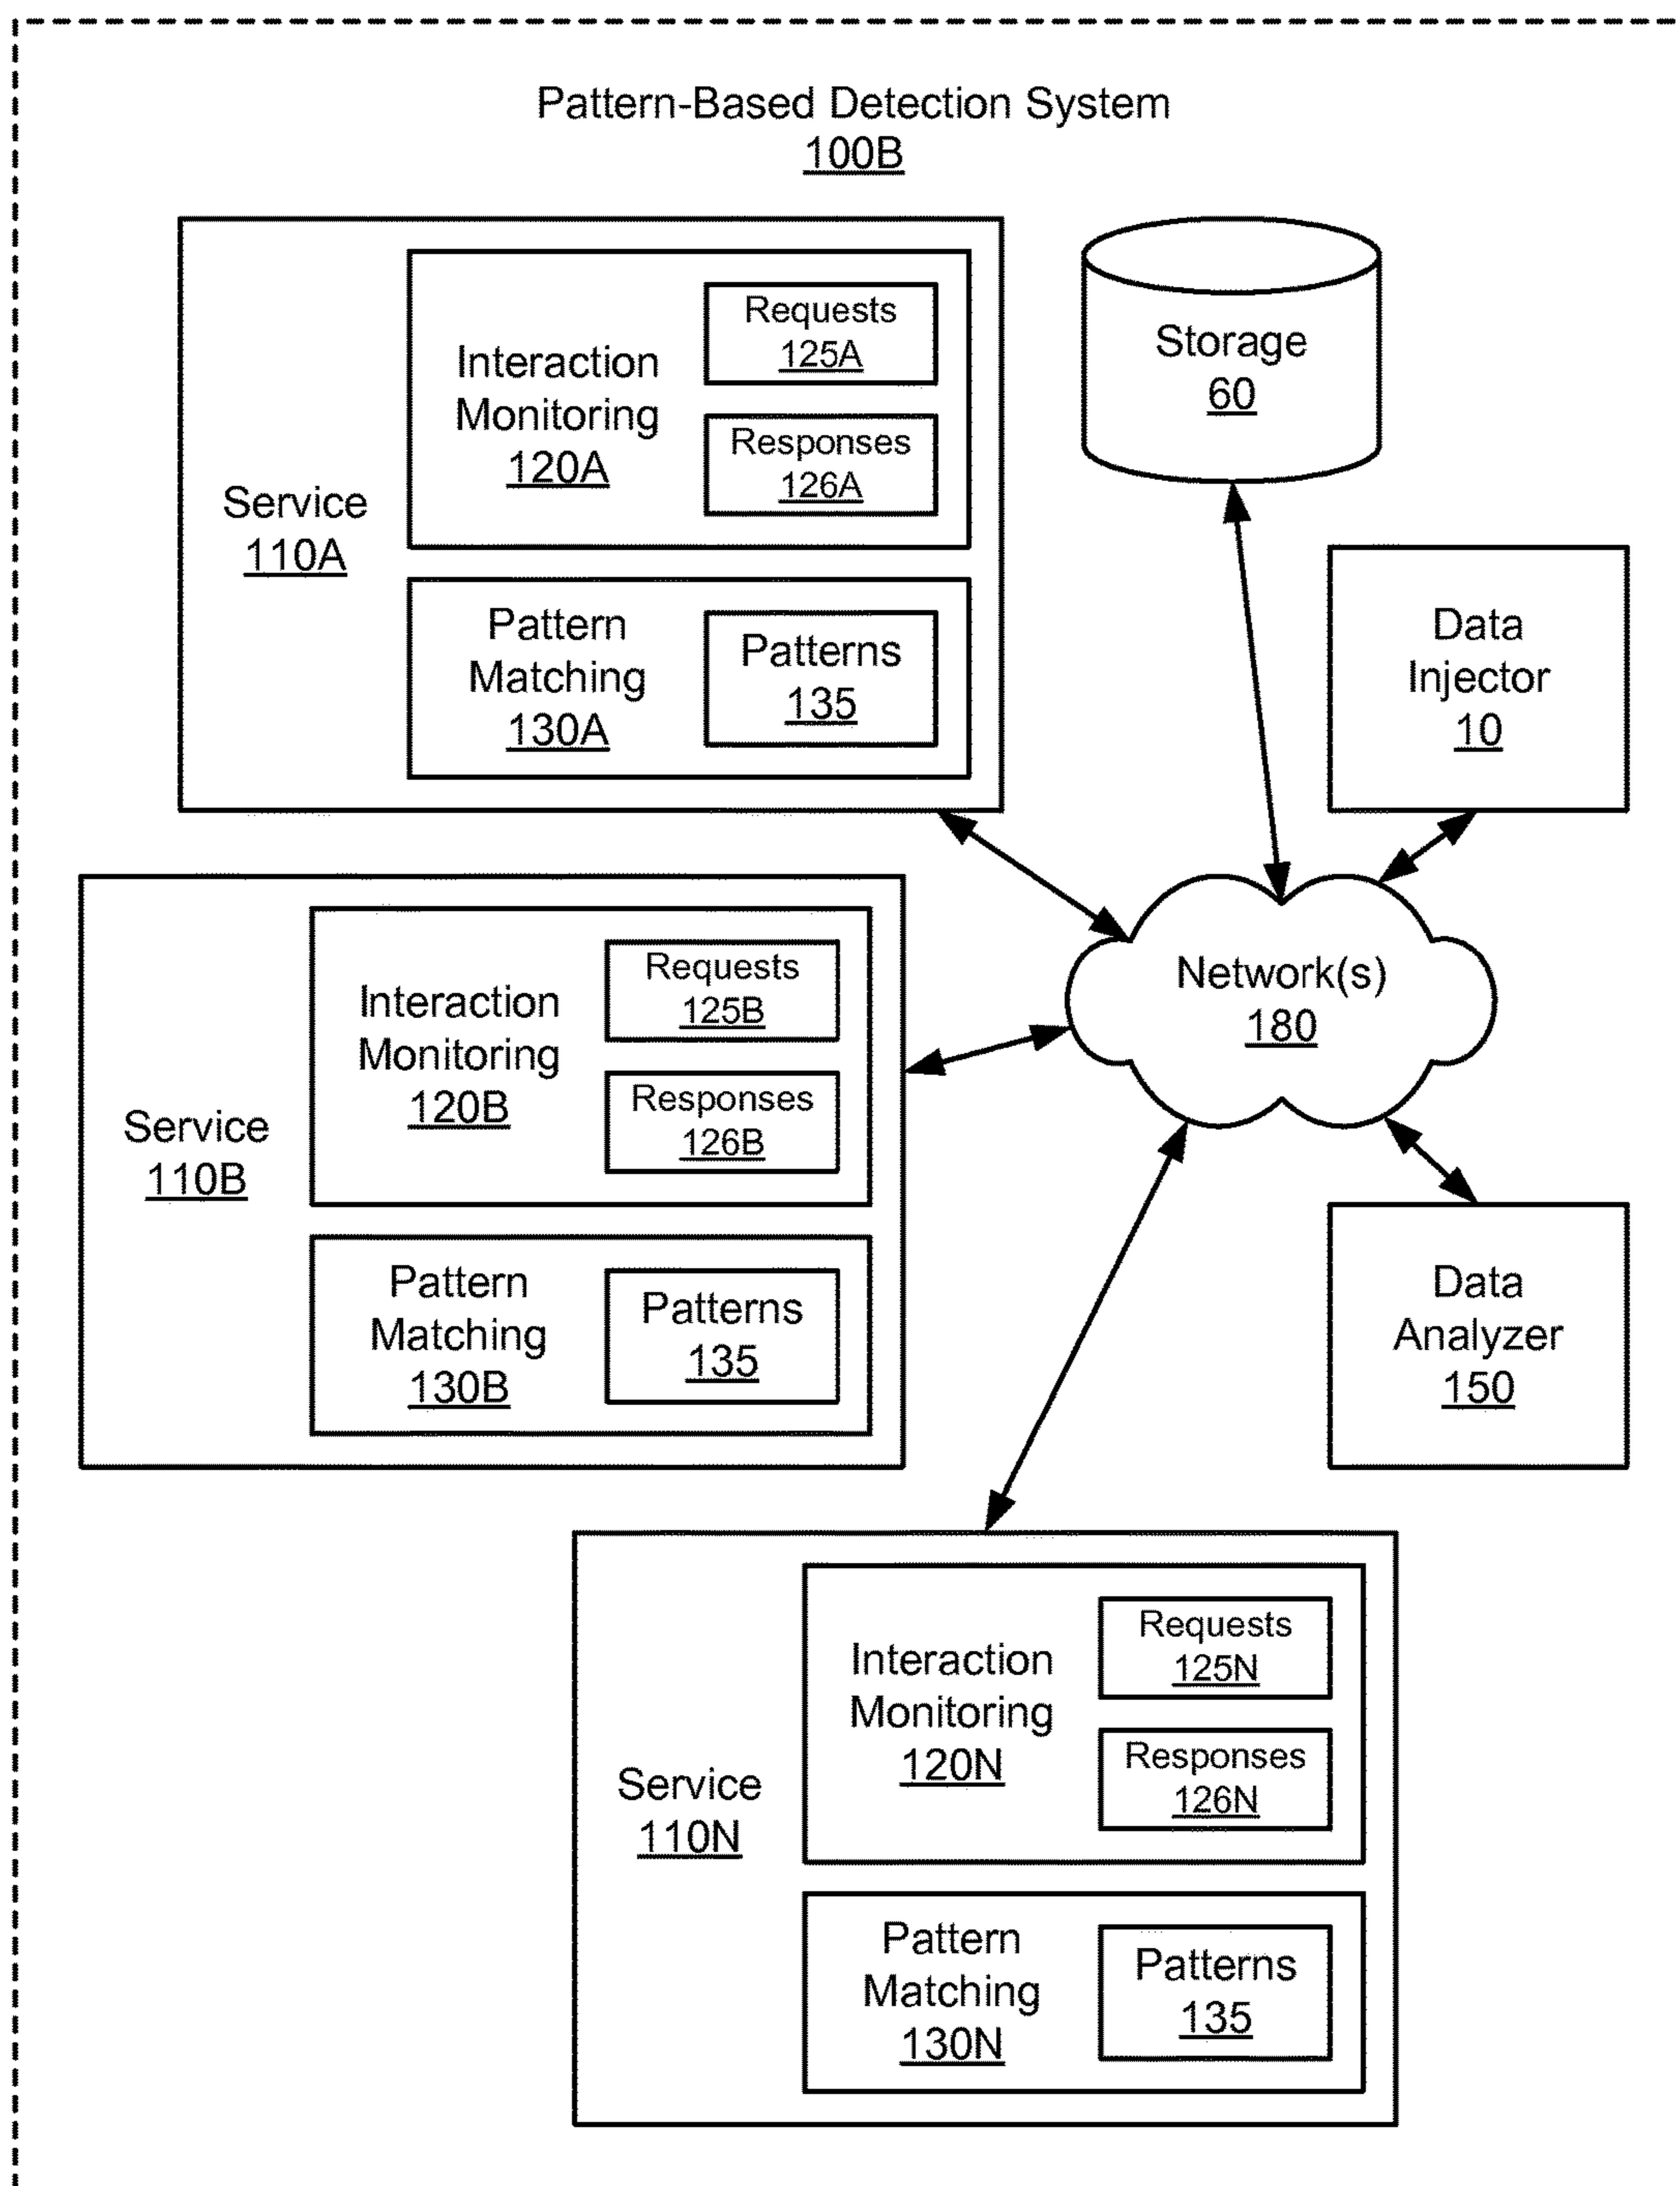 Pattern-Based Detection System
100B
Service
110A
Interaction
Monitoring
120A
Requests
125A
Responses
126A
Pattern
Matching
130A
Patterns
135
Storage
60
Data
Injector
10
Network(s)
180
Service
110B
Interaction
Monitoring
120B
Requests
125B
Responses
126B
Pattern
Matching
130B
Patterns
135
Data
Analyzer
150
Service
110N
Interaction
Monitoring
120N
Requests
125N
Responses
126N
Pattern
Matching
130N
Patterns
135